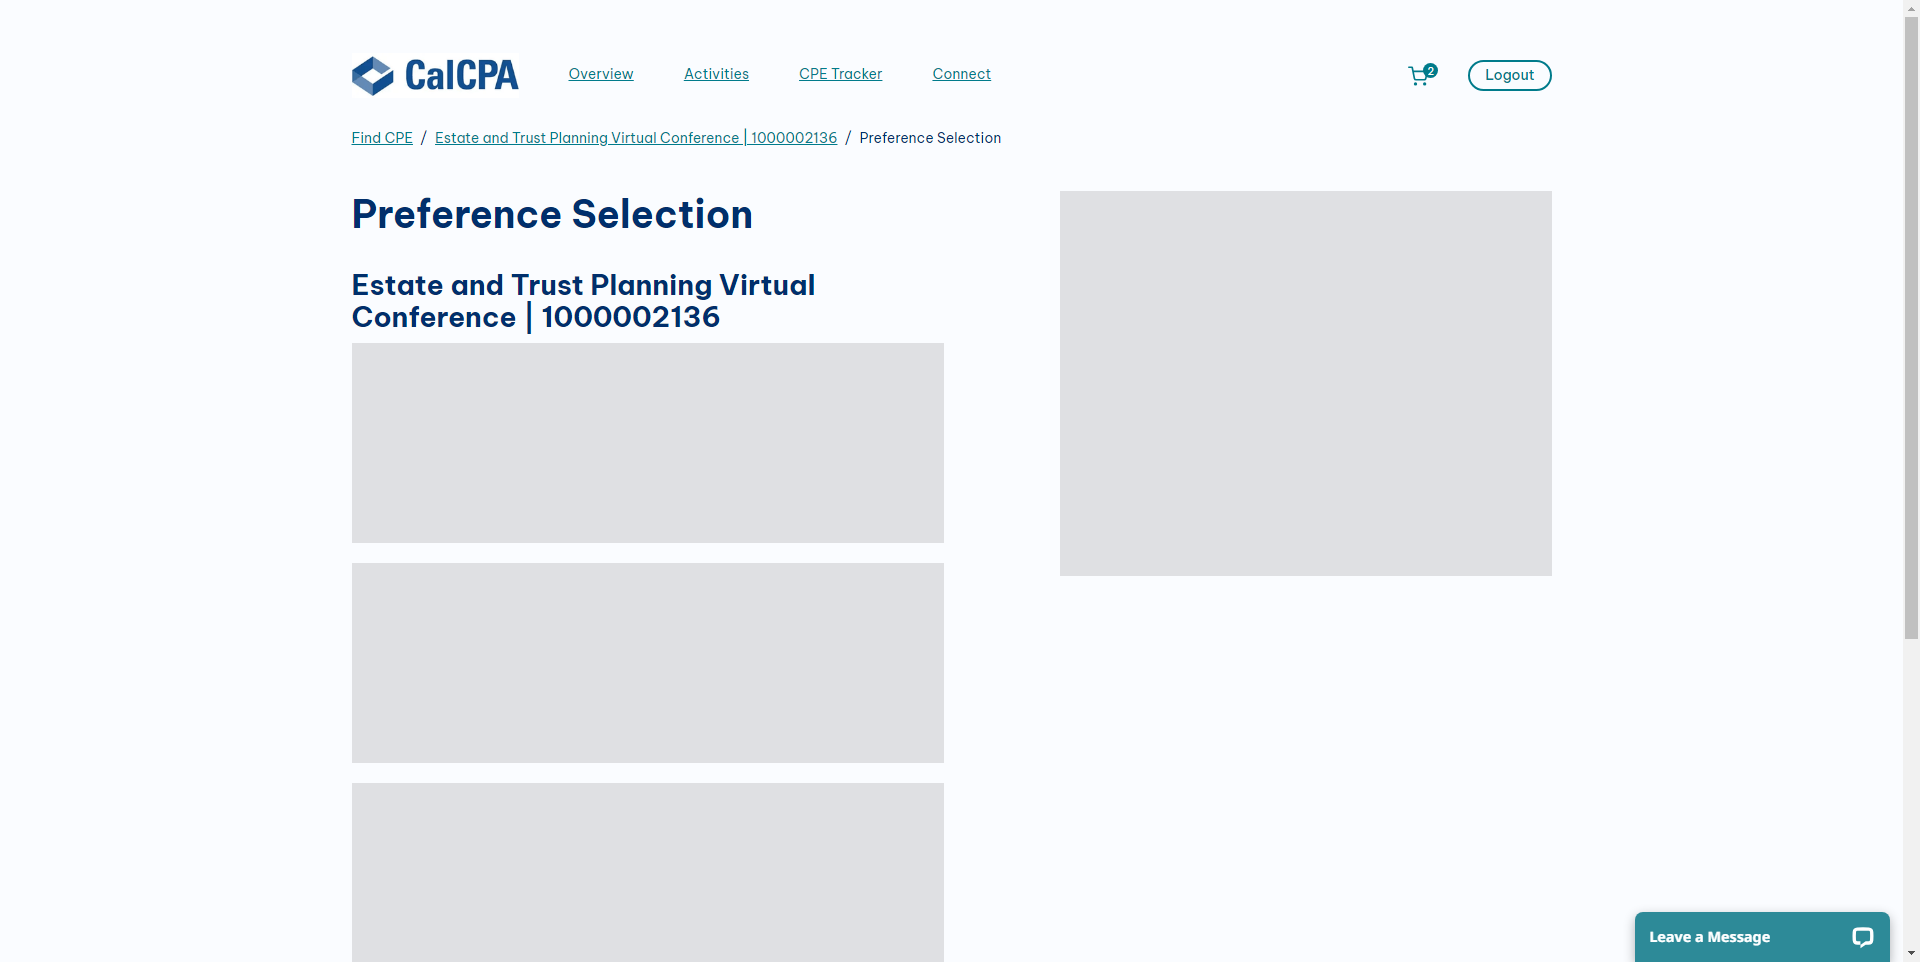 CalCPA
Overview
Activities
CPE Tracker
Connect
2
Logout
Find CPE / Estate and Trust Planning Virtual Conference | 1000002136 / Preference Selection
Preference Selection
Estate and Trust Planning Virtual
Conference | 1000002136
Leave a Message